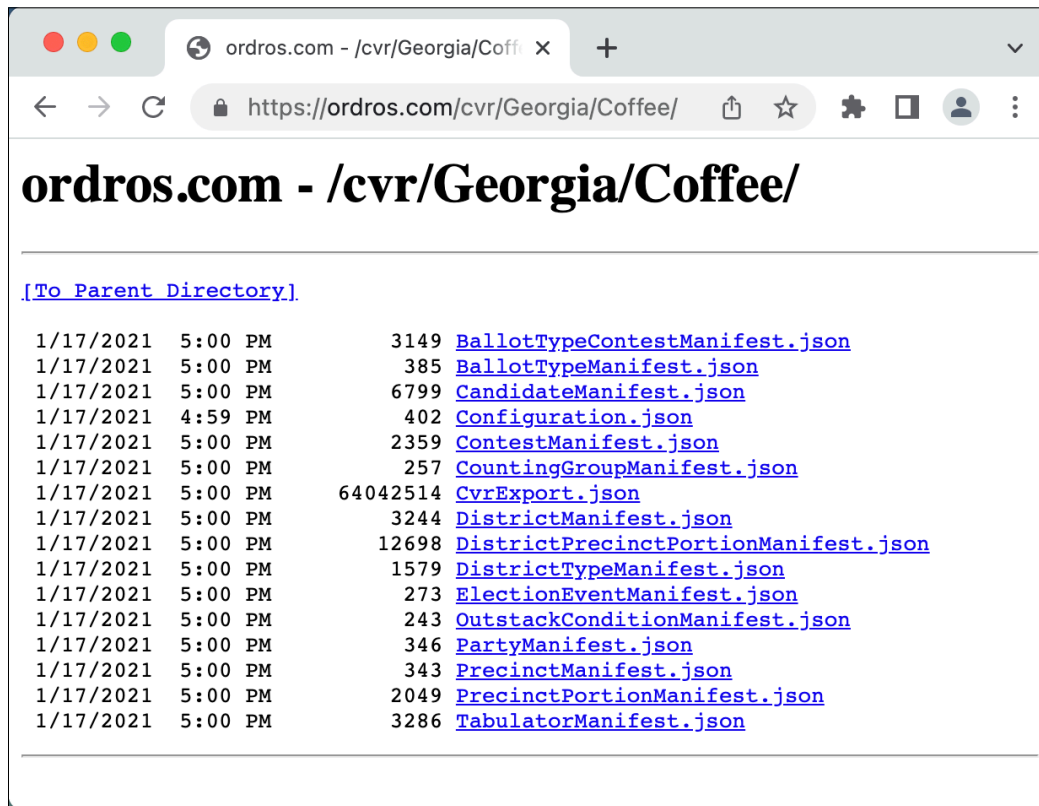 ordros.com - /cvr/Georgia/Coff
https://ordros.com/cvr/Georgia/Coffee/
ordros.com - /cvr/Georgia/Coffee/
[To Parent Directory]
1/17/2021 5:00 PM 3149 BallotTypeContestManifest.json
1/17/2021 5:00 PM 385 BallotTypeManifest.json
1/17/2021 5:00 PM 6799 CandidateManifest.json
1/17/2021 4:59 PM 402 Configuration.json
1/17/2021 5:00 PM 2359 ContestManifest.json
1/17/2021 5:00 PM 257 CountingGroupManifest.json
1/17/2021 5:00 PM 64042514 CvrExport.json
1/17/2021 5:00 PM 3244 DistrictManifest.json
1/17/2021 5:00 PM 12698 DistrictPrecinctPortionManifest.json
1/17/2021 5:00 PM 1579 DistrictTypeManifest.json
1/17/2021 5:00 PM 273 ElectionEventManifest.json
1/17/2021 5:00 PM 243 OutstackConditionManifest.json
1/17/2021 5:00 PM 346 PartyManifest.json
1/17/2021 5:00 PM 343 PrecinctManifest.json
1/17/2021 5:00 PM 2049 PrecinctPortionManifest.json
1/17/2021 5:00 PM 3286 TabulatorManifest.json